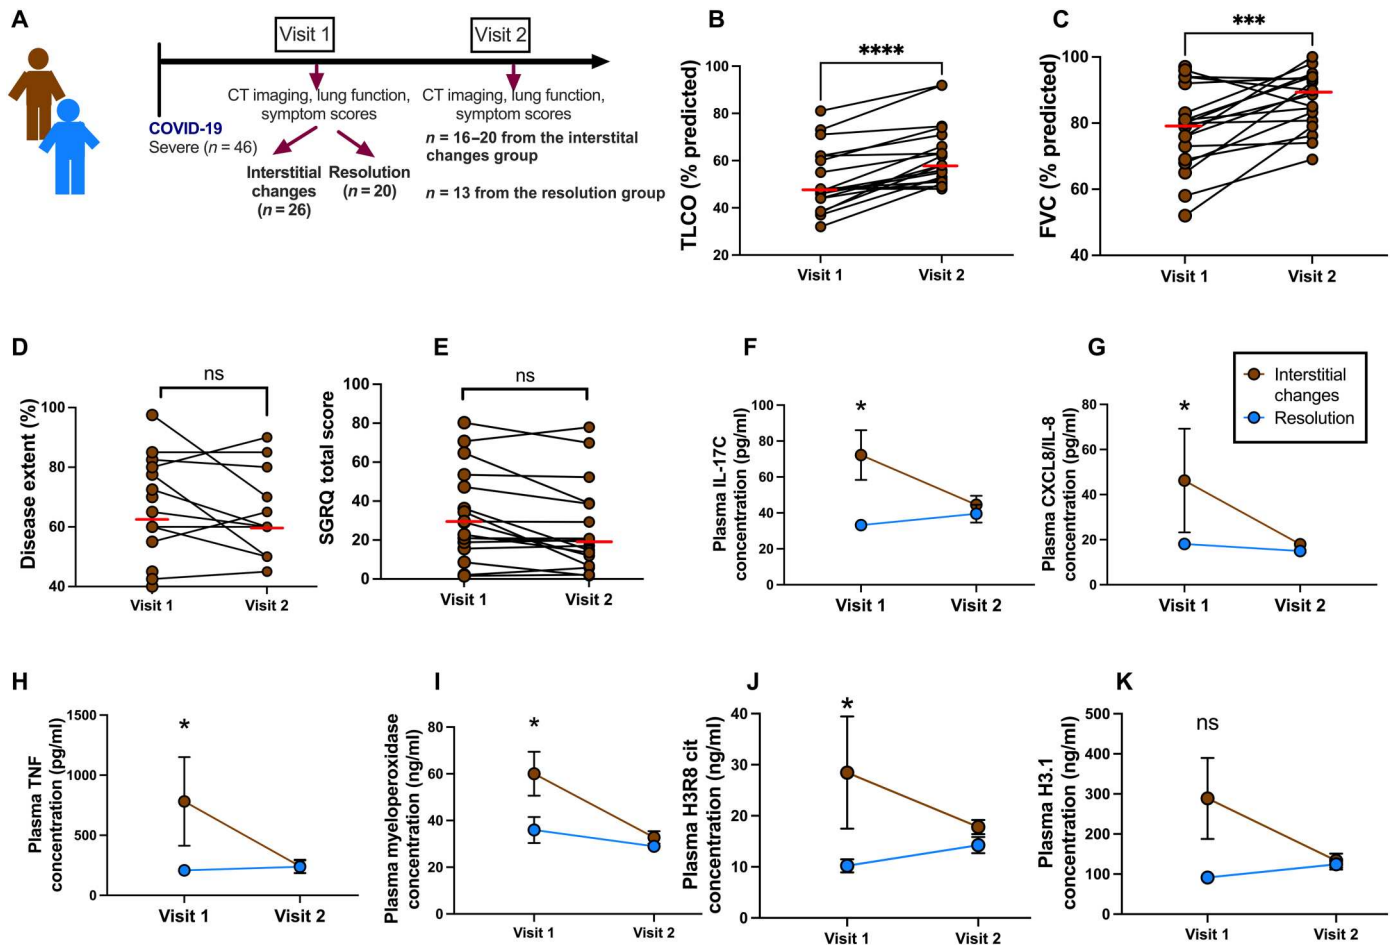 A
Visit 1
Visit 2
CT imaging, lung function,
symptom scores
CT imaging, lung function,
symptom scores
COVID-19
Severe (n = 46)
Interstitial
changes
(n = 26)
Resolution
(n = 20)
n = 16–20 from the interstital
changes group
n = 13 from the resolution group
B
****
TLCO (% predicted)
100
80
60
40
20
Visit 1
Visit 2
C
***
FVC (% predicted)
100
80
60
40
Visit 1
Visit 2
D
ns
Disease extent (%)
100
80
60
40
Visit 1
Visit 2
E
ns
SGRQ total score
100
80
60
40
20
0
Visit 1
Visit 2
F
*
Plasma IL-17C
concentration (pg/ml)
100
80
60
40
20
0
Visit 1
Visit 2
G
*
Plasma CXCL8/IL-8
concentration (pg/ml)
80
60
40
20
0
Visit 1
Visit 2
Interstitial
changes
Resolution
H
*
Plasma TNF
concentration (pg/ml)
1500
1000
500
0
Visit 1
Visit 2
I
*
Plasma myeloperoxidase
concentration (ng/ml)
80
60
40
20
0
Visit 1
Visit 2
J
*
Plasma H3R8 cit
concentration (ng/ml)
40
30
20
10
0
Visit 1
Visit 2
K
ns
Plasma H3.1
concentration (ng/ml)
500
400
300
200
100
0
Visit 1
Visit 2